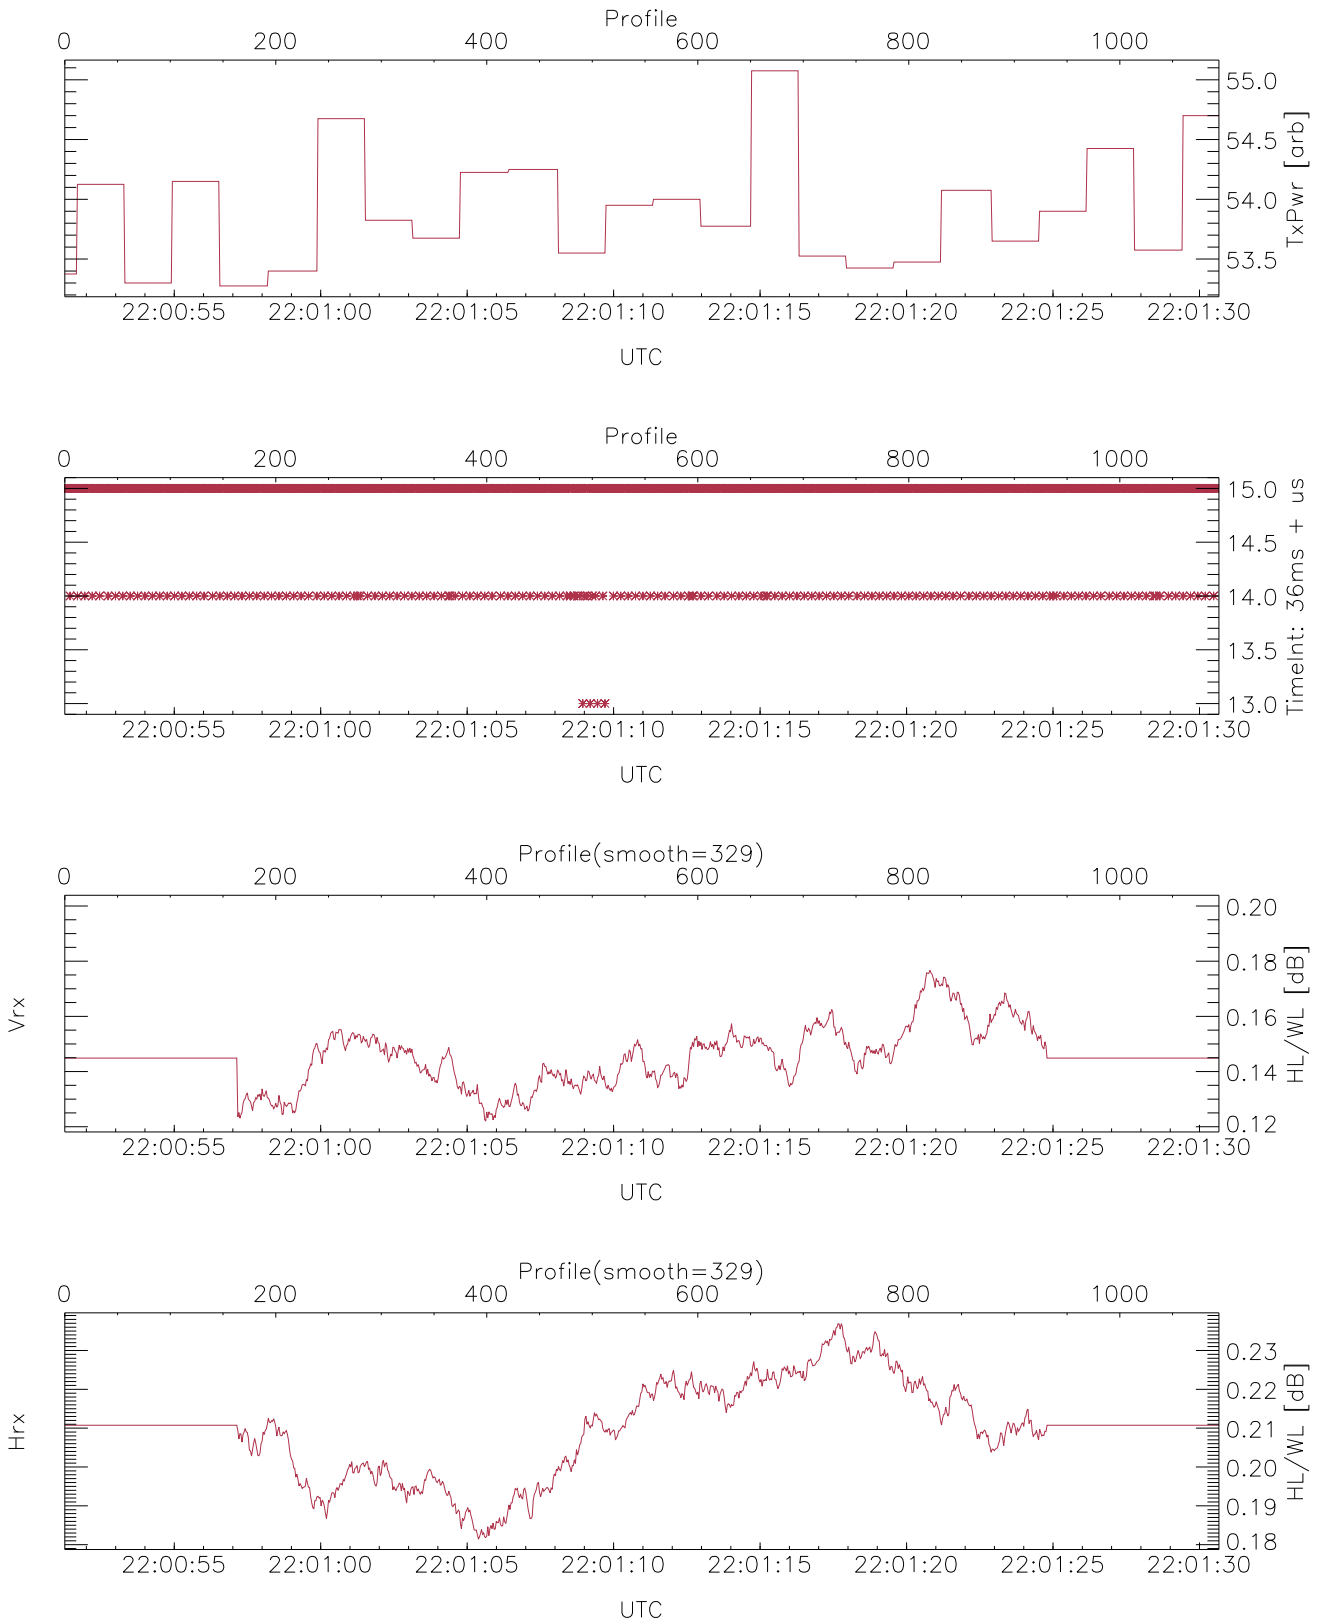 Profile
0 200 400 600 800 1000
55.0
54.5
54.0
53.5
TxPwr [arb]
22:00:55 22:01:00 22:01:05 22:01:10 22:01:15 22:01:20 22:01:25 22:01:30
UTC
Profile
0 200 400 600 800 1000
15.0
14.5
14.0
13.5
13.0
TimeInt: 36ms + us
22:00:55 22:01:00 22:01:05 22:01:10 22:01:15 22:01:20 22:01:25 22:01:30
UTC
Profile(smooth=329)
0 200 400 600 800 1000
Vrx
0.20
0.18
0.16
0.14
0.12
HL/WL [dB]
22:00:55 22:01:00 22:01:05 22:01:10 22:01:15 22:01:20 22:01:25 22:01:30
UTC
Profile(smooth=329)
0 200 400 600 800 1000
Hrx
0.23
0.22
0.21
0.20
0.19
0.18
HL/WL [dB]
22:00:55 22:01:00 22:01:05 22:01:10 22:01:15 22:01:20 22:01:25 22:01:30
UTC